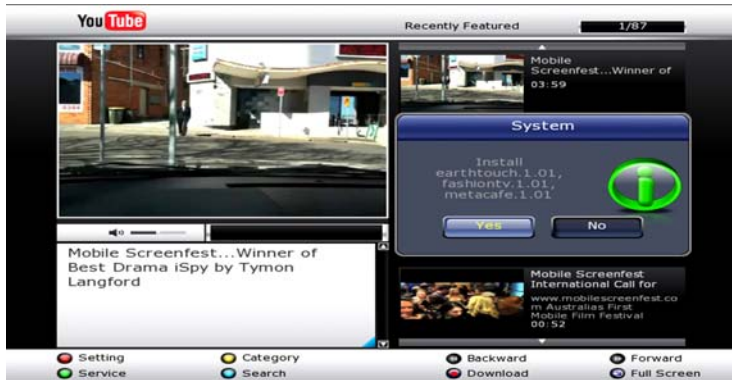 YouTube
Recently Featured
1/87
Mobile
Screenfest...Winner of
03:59
System
Install
earthtouch.1.01,
fashiontv.1.01,
metacafe.1.01
Yes
No
Mobile Screenfest...Winner of
Best Drama iSpy by Tymon
Langford
Mobile Screenfest
International Call for
www.mobilescreenfest.co
m Australias First
Mobile Film Festival
00:52
Setting
Category
Backward
Forward
Service
Search
Download
Full Screen